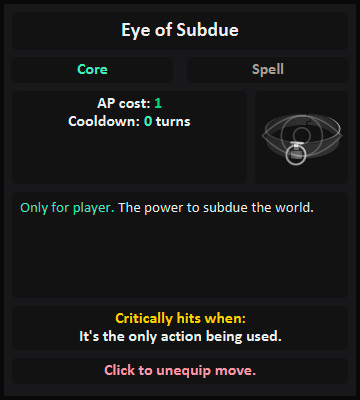 Eye of Subdue
Core
Spell
AP cost: 1
Cooldown: 0 turns
Only for player. The power to subdue the world.
Critically hits when:
It's the only action being used.
Click to unequip move.